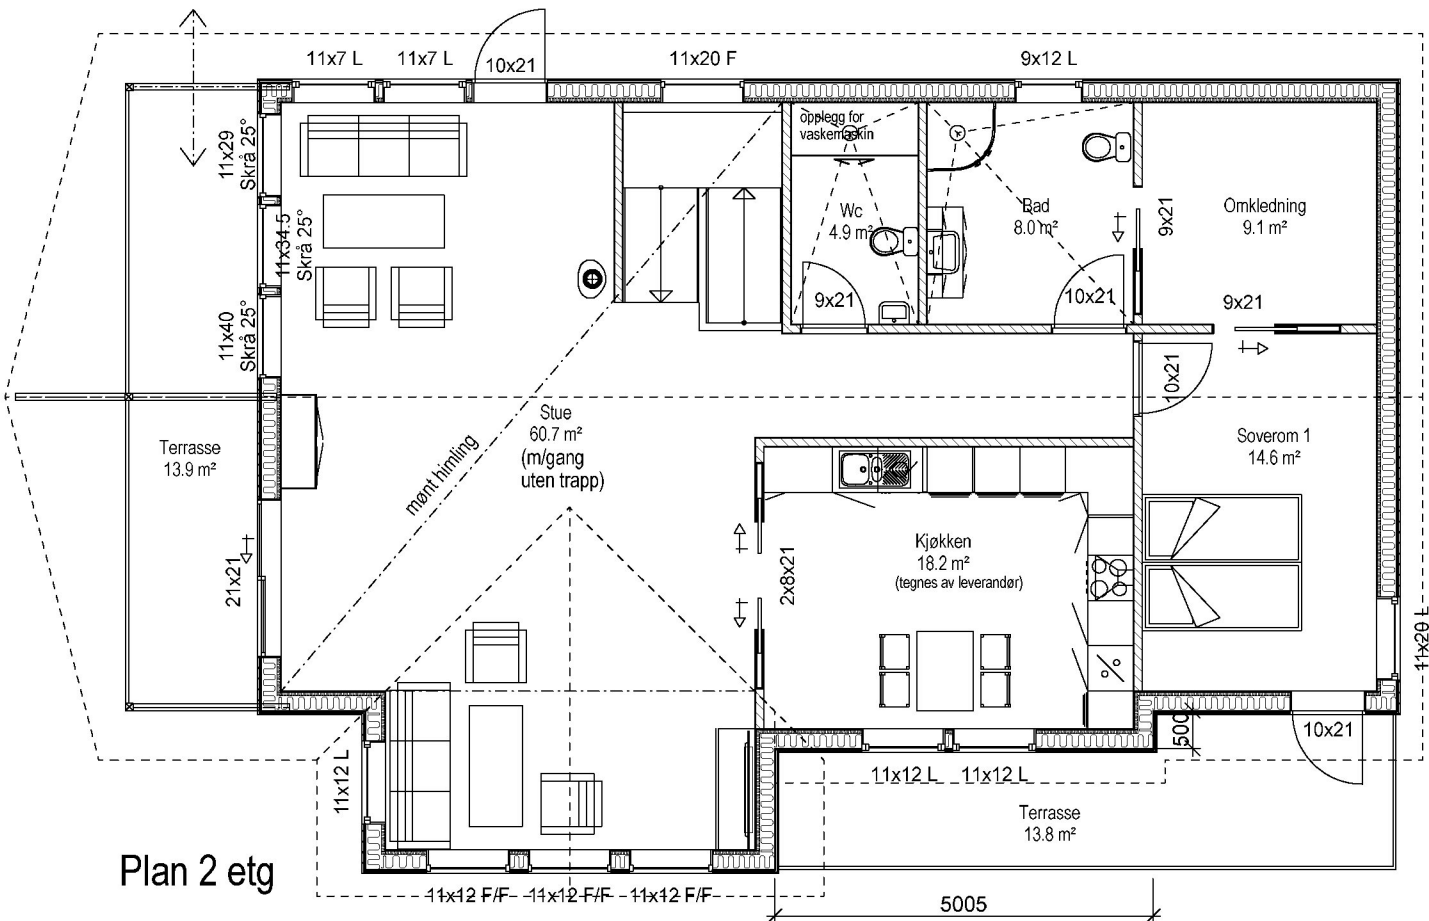 11x7 L
11x7 L
10x21
11x20 F
9x12 L
11x29
Skrå 25°
11x34.5
Skrå 25°
11x40
Skrå 25°
opplegg for
vaskemaskin
Wc
4.9 m²
9x21
Bad
8.0 m²
10x21
9x21
Omkledning
9.1 m²
9x21
10x21
Terrasse
13.9 m²
mønt himling
Stue
60.7 m²
(m/gang
uten trapp)
Soverom 1
14.6 m²
21x21
2x8x21
Kjøkken
18.2 m²
(tegnes av leverandør)
11x20 L
11x12 L
11x12 L
11x12 L
500
10x21
Terrasse
13.8 m²
Plan 2 etg
11x12 F/F
11x12 F/F
11x12 F/F
5005